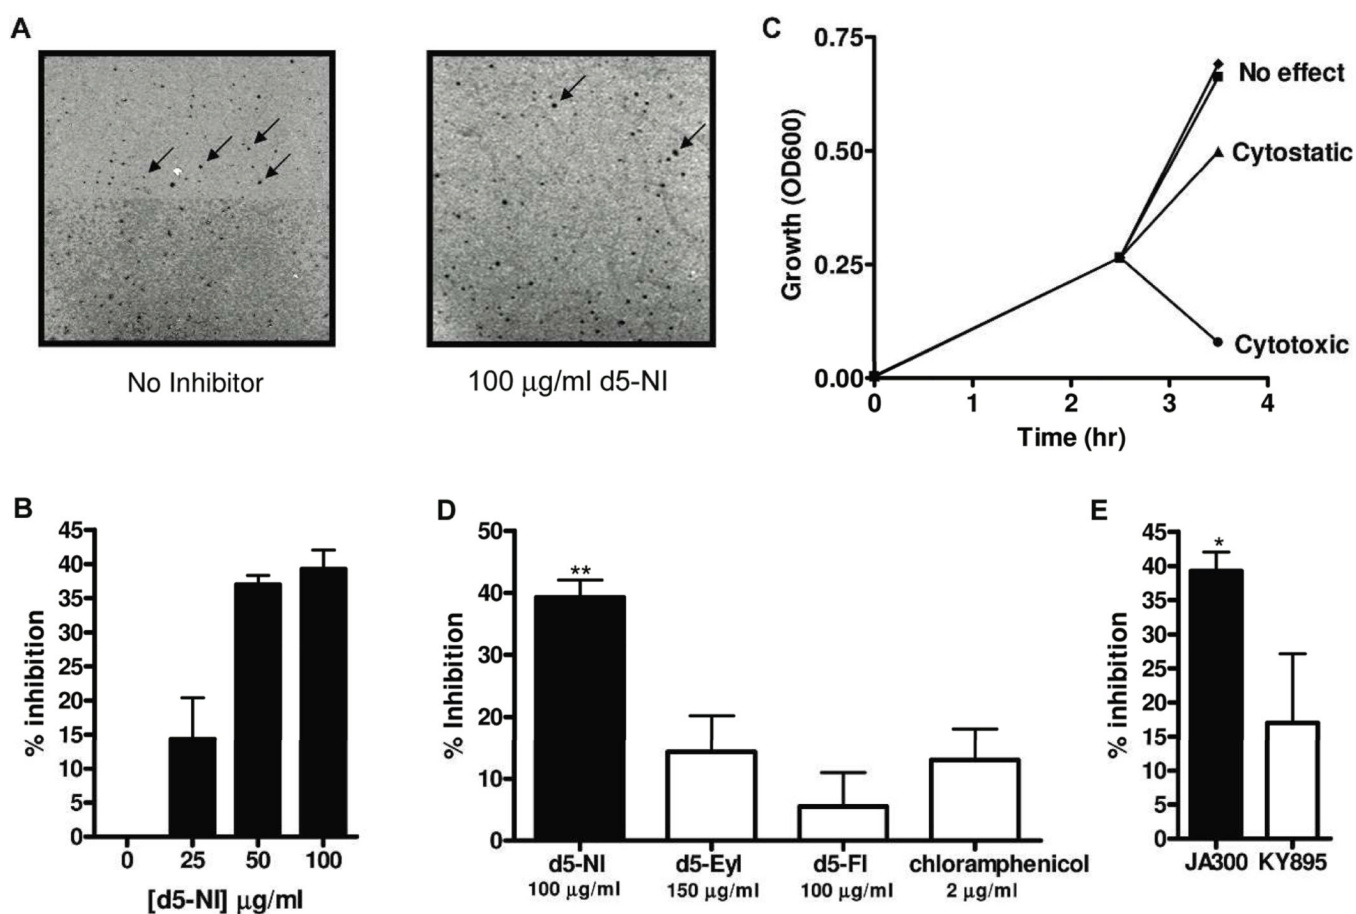 A
No Inhibitor
100 μg/ml d5-NI
C
0.75
0.50
0.25
0.00
Growth (OD600)
No effect
Cytostatic
Cytotoxic
0 1 2 3 4
Time (hr)
B
45
40
35
30
25
20
15
10
5
0
% inhibition
0 25 50 100
[d5-NI] μg/ml
D
50
40
30
20
10
0
% Inhibition
**
d5-NI d5-Eyl d5-FI chloramphenicol
100 μg/ml 150 μg/ml 100 μg/ml 2 μg/ml
E
45
40
35
30
25
20
15
10
5
0
% inhibition
*
JA300 KY895